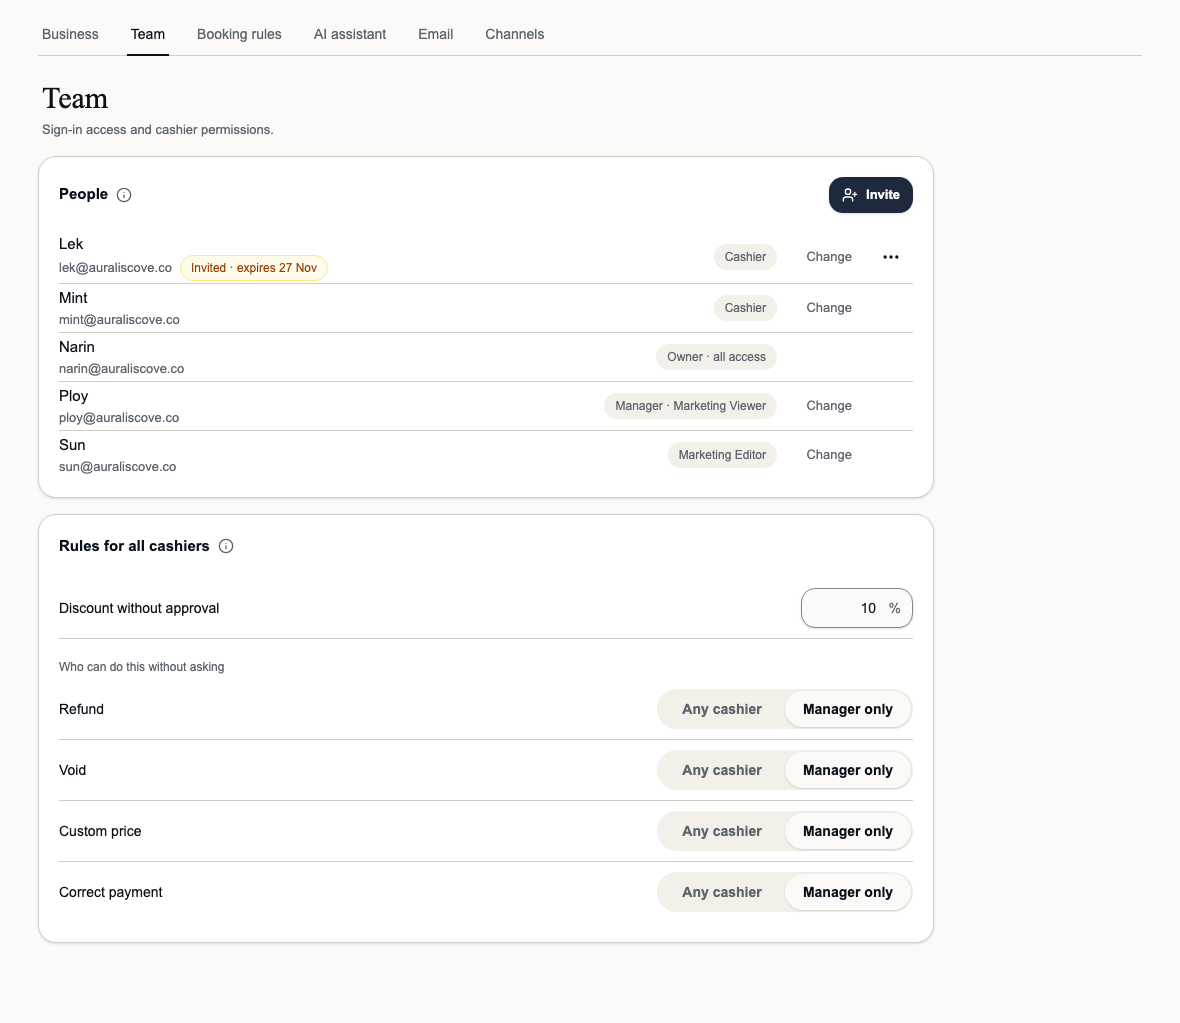 Business Team Booking rules AI assistant Email Channels
Team
Sign-in access and cashier permissions.
People Invite
Lek
lek@auraliscove.co Invited · expires 27 Nov Cashier Change
Mint
mint@auraliscove.co Cashier Change
Narin
narin@auraliscove.co Owner · all access
Ploy
ploy@auraliscove.co Manager · Marketing Viewer Change
Sun
sun@auraliscove.co Marketing Editor Change
Rules for all cashiers
Discount without approval 10 %
Who can do this without asking
Refund Any cashier Manager only
Void Any cashier Manager only
Custom price Any cashier Manager only
Correct payment Any cashier Manager only